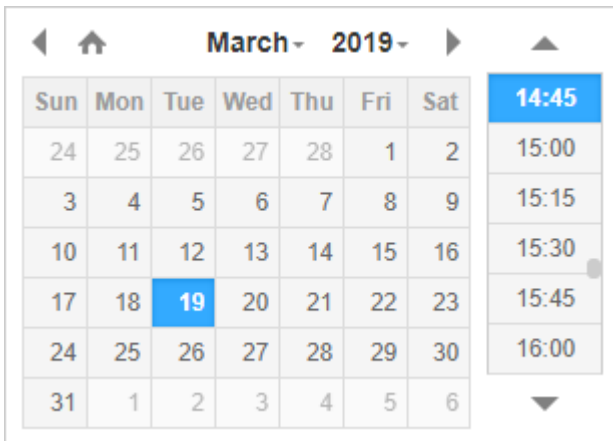 March 2019
Sun Mon Tue Wed Thu Fri Sat
24 25 26 27 28 1 2
3 4 5 6 7 8 9
10 11 12 13 14 15 16
17 18 19 20 21 22 23
24 25 26 27 28 29 30
31 1 2 3 4 5 6
14:45
15:00
15:15
15:30
15:45
16:00